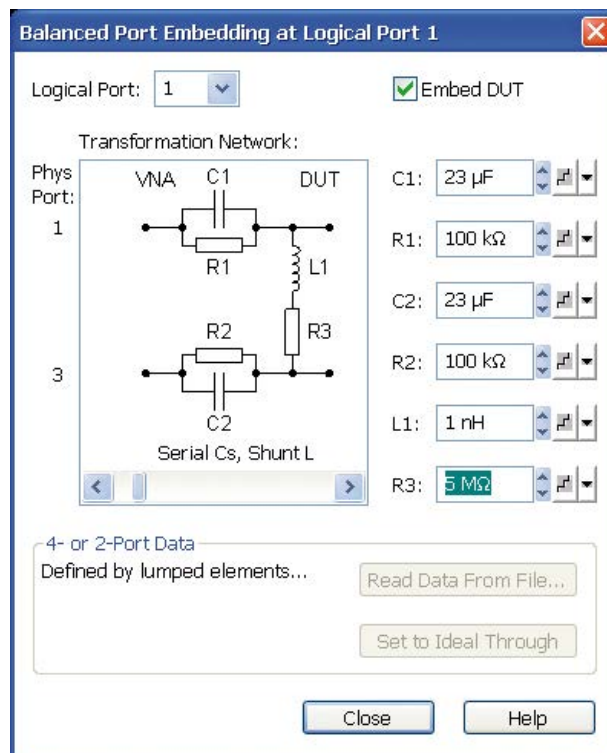 Balanced Port Embedding at Logical Port 1
Logical Port: 1
Embed DUT
Transformation Network:
Phys Port:
VNA C1 DUT
1
R1 L1
R2 R3
3
C2
Serial Cs, Shunt L
C1: 23 µF
R1: 100 kΩ
C2: 23 µF
R2: 100 kΩ
L1: 1 nH
R3: 5 MΩ
4- or 2-Port Data
Defined by lumped elements...
Read Data From File...
Set to Ideal Through
Close
Help